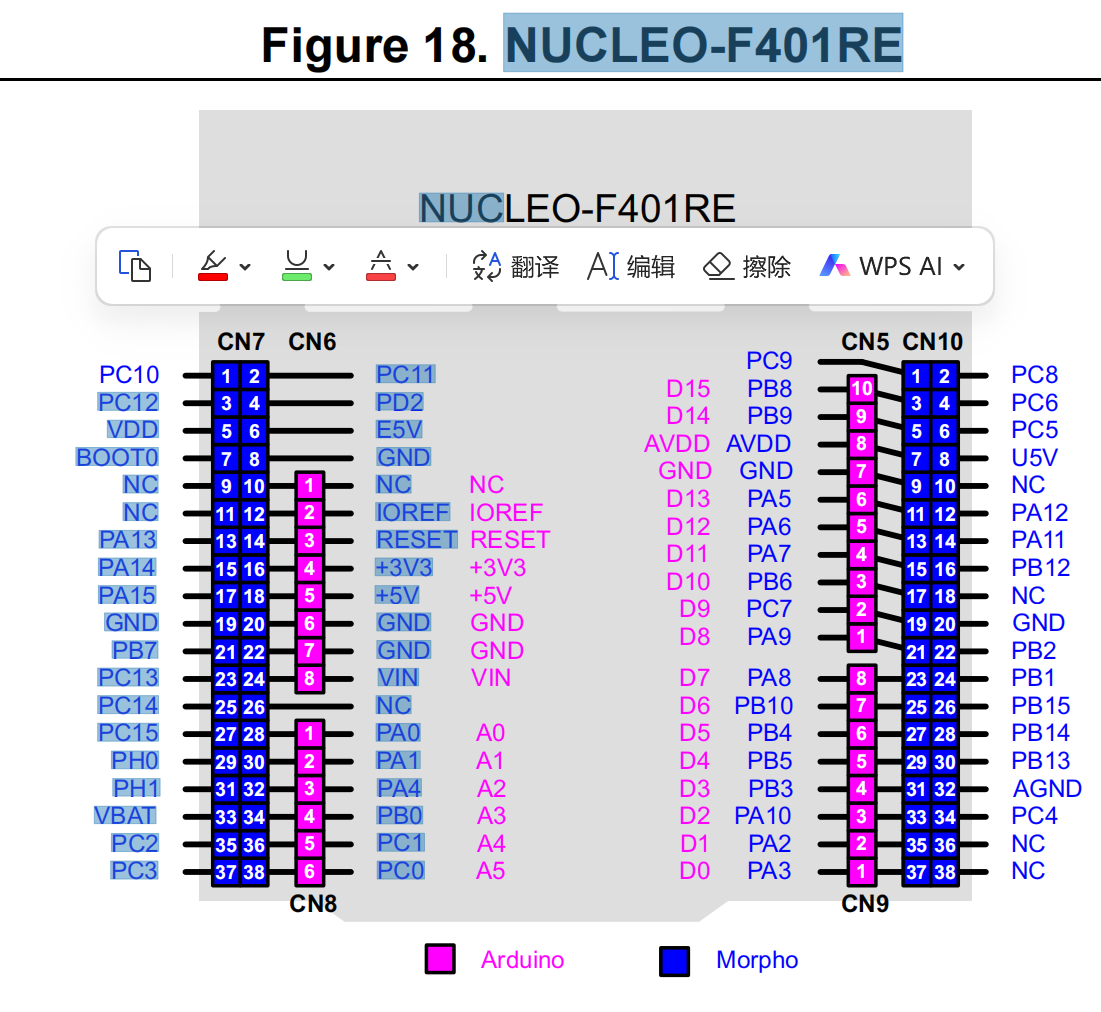 Figure 18. NUCLEO-F401RE
NUCLEO-F401RE
翻译 编辑 擦除 WPS AI
CN7 CN6 CN5 CN10
PC9
PC10 1 2 PC11 1 2 PC8
D15 PB8 10
PC12 3 4 PD2 3 4 PC6
D14 PB9 9
VDD 5 6 E5V 5 6 PC5
AVDD AVDD 8
BOOT0 7 8 GND 7 8 U5V
GND GND 7
NC 9 10 1 NC NC 9 10 NC
D13 PA5 6
NC 11 12 2 IOREF IOREF 11 12 PA12
D12 PA6 5
PA13 13 14 3 RESET RESET 13 14 PA11
D11 PA7 4
PA14 15 16 4 +3V3 +3V3 15 16 PB12
D10 PB6 3
PA15 17 18 5 +5V +5V 17 18 NC
D9 PC7 2
GND 19 20 6 GND GND 19 20 GND
D8 PA9 1
PB7 21 22 7 GND GND 21 22 PB2
PC13 23 24 8 VIN VIN D7 PA8 8 23 24 PB1
PC14 25 26 NC D6 PB10 7 25 26 PB15
PC15 27 28 1 PA0 A0 D5 PB4 6 27 28 PB14
PH0 29 30 2 PA1 A1 D4 PB5 5 29 30 PB13
PH1 31 32 3 PA4 A2 D3 PB3 4 31 32 AGND
VBAT 33 34 4 PB0 A3 D2 PA10 3 33 34 PC4
PC2 35 36 5 PC1 A4 D1 PA2 2 35 36 NC
PC3 37 38 6 PC0 A5 D0 PA3 1 37 38 NC
CN8 CN9
Arduino Morpho